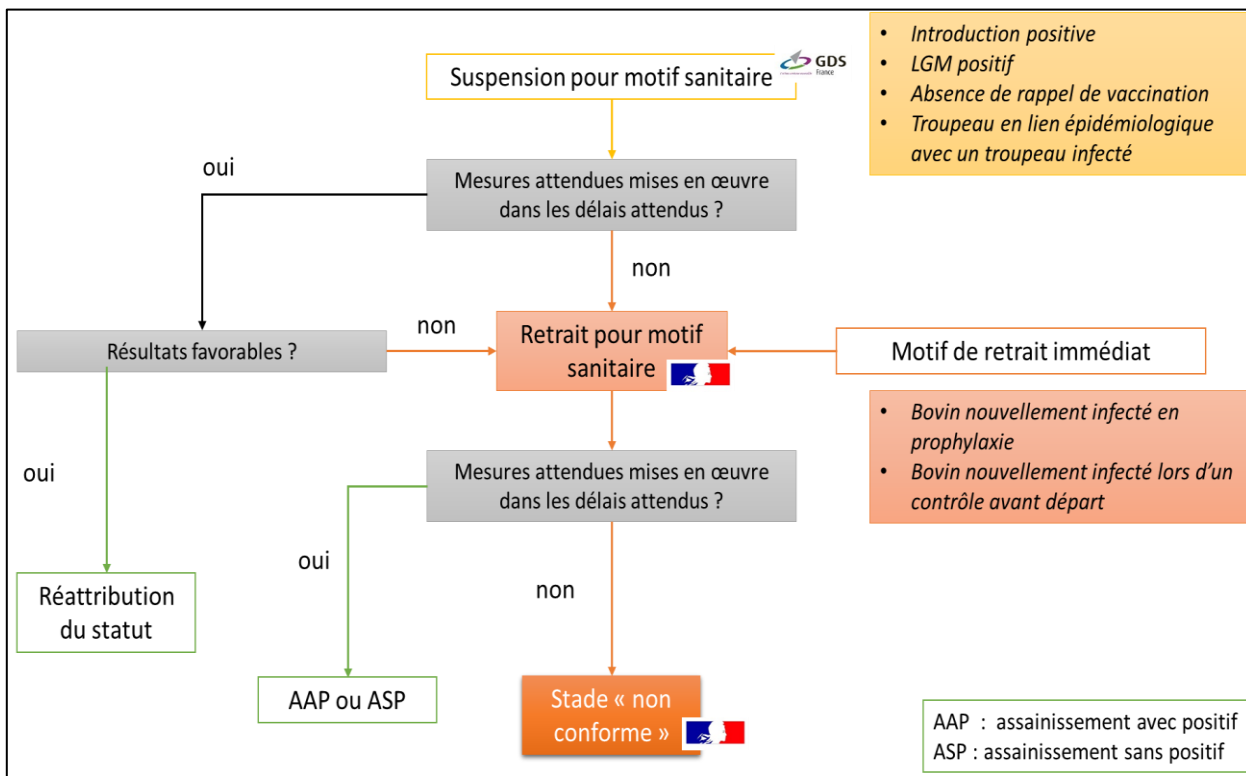 Suspension pour motif sanitaire
GDS
France
• Introduction positive
• LGM positif
• Absence de rappel de vaccination
• Troupeau en lien épidémiologique
avec un troupeau infecté
oui
Mesures attendues mises en œuvre
dans les délais attendus ?
non
Résultats favorables ?
non
Retrait pour motif
sanitaire
Motif de retrait immédiat
• Bovin nouvellement infecté en
prophylaxie
• Bovin nouvellement infecté lors d'un
contrôle avant départ
Mesures attendues mises en œuvre
dans les délais attendus ?
oui
oui
non
Réattribution
du statut
AAP ou ASP
Stade « non
conforme »
AAP : assainissement avec positif
ASP : assainissement sans positif